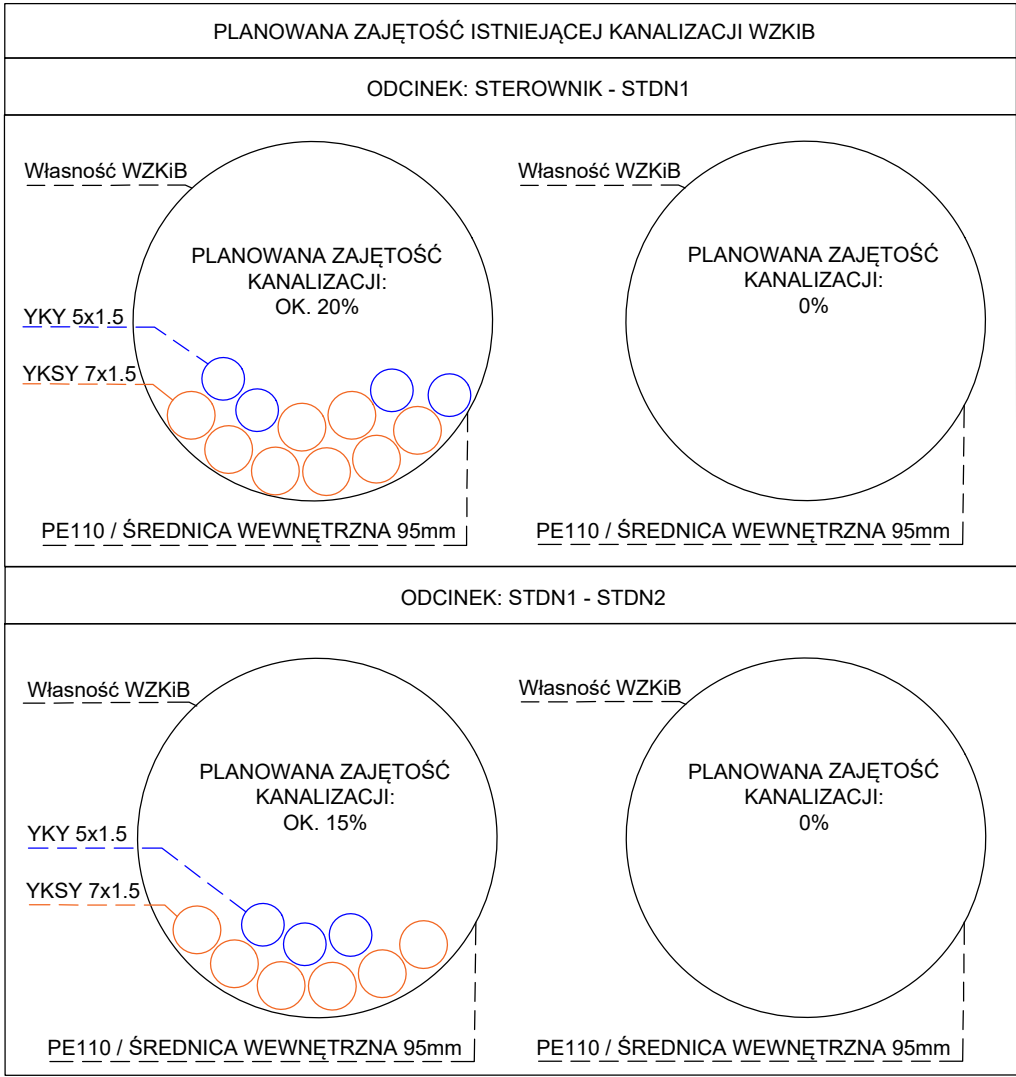 PLANOWANA ZAJĘTOŚĆ ISTNIEJĄCEJ KANALIZACJI WZKIB
ODCINEK: STEROWNIK - STDN1
Własność WZKiB
PLANOWANA ZAJĘTOŚĆ
KANALIZACJI:
OK. 20%
YKY 5x1.5
YKSY 7x1.5
PE110 / ŚREDNICA WEWNĘTRZNA 95mm
Własność WZKiB
PLANOWANA ZAJĘTOŚĆ
KANALIZACJI:
0%
PE110 / ŚREDNICA WEWNĘTRZNA 95mm
ODCINEK: STDN1 - STDN2
Własność WZKiB
PLANOWANA ZAJĘTOŚĆ
KANALIZACJI:
OK. 15%
YKY 5x1.5
YKSY 7x1.5
PE110 / ŚREDNICA WEWNĘTRZNA 95mm
Własność WZKiB
PLANOWANA ZAJĘTOŚĆ
KANALIZACJI:
0%
PE110 / ŚREDNICA WEWNĘTRZNA 95mm